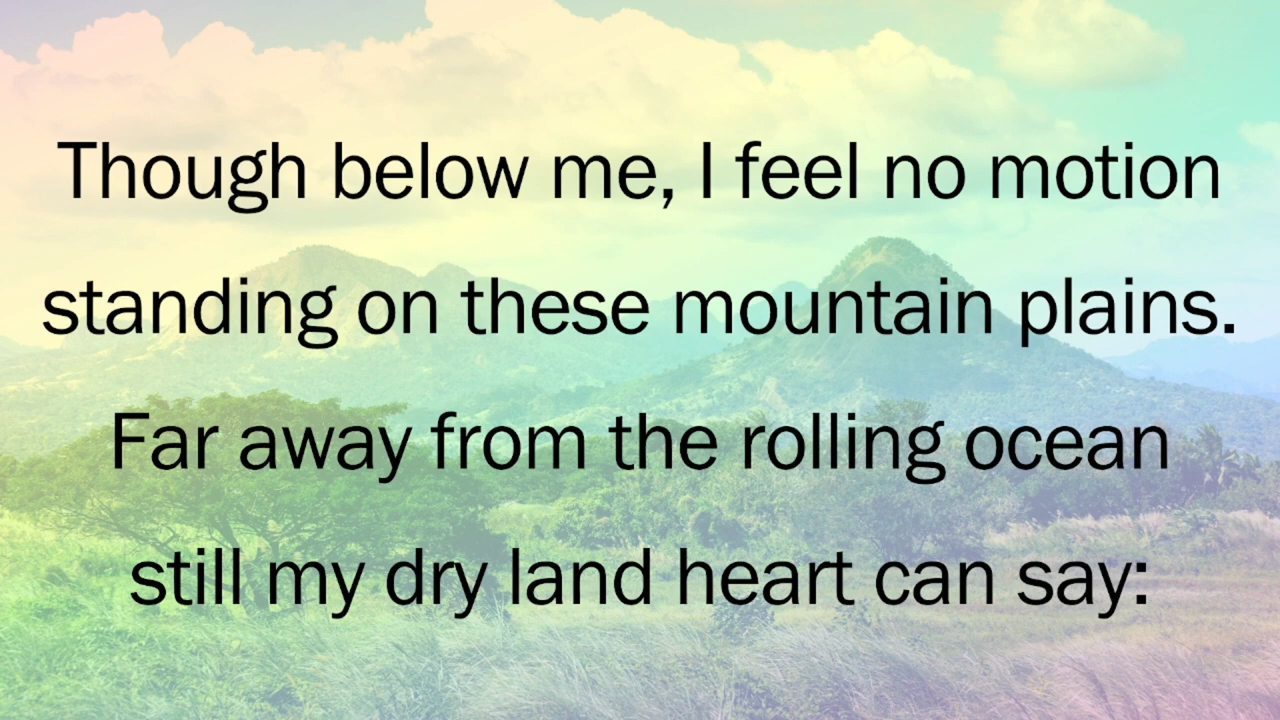 Though below me, I feel no motion
standing on these mountain plains.
Far away from the rolling ocean
still my dry land heart can say: